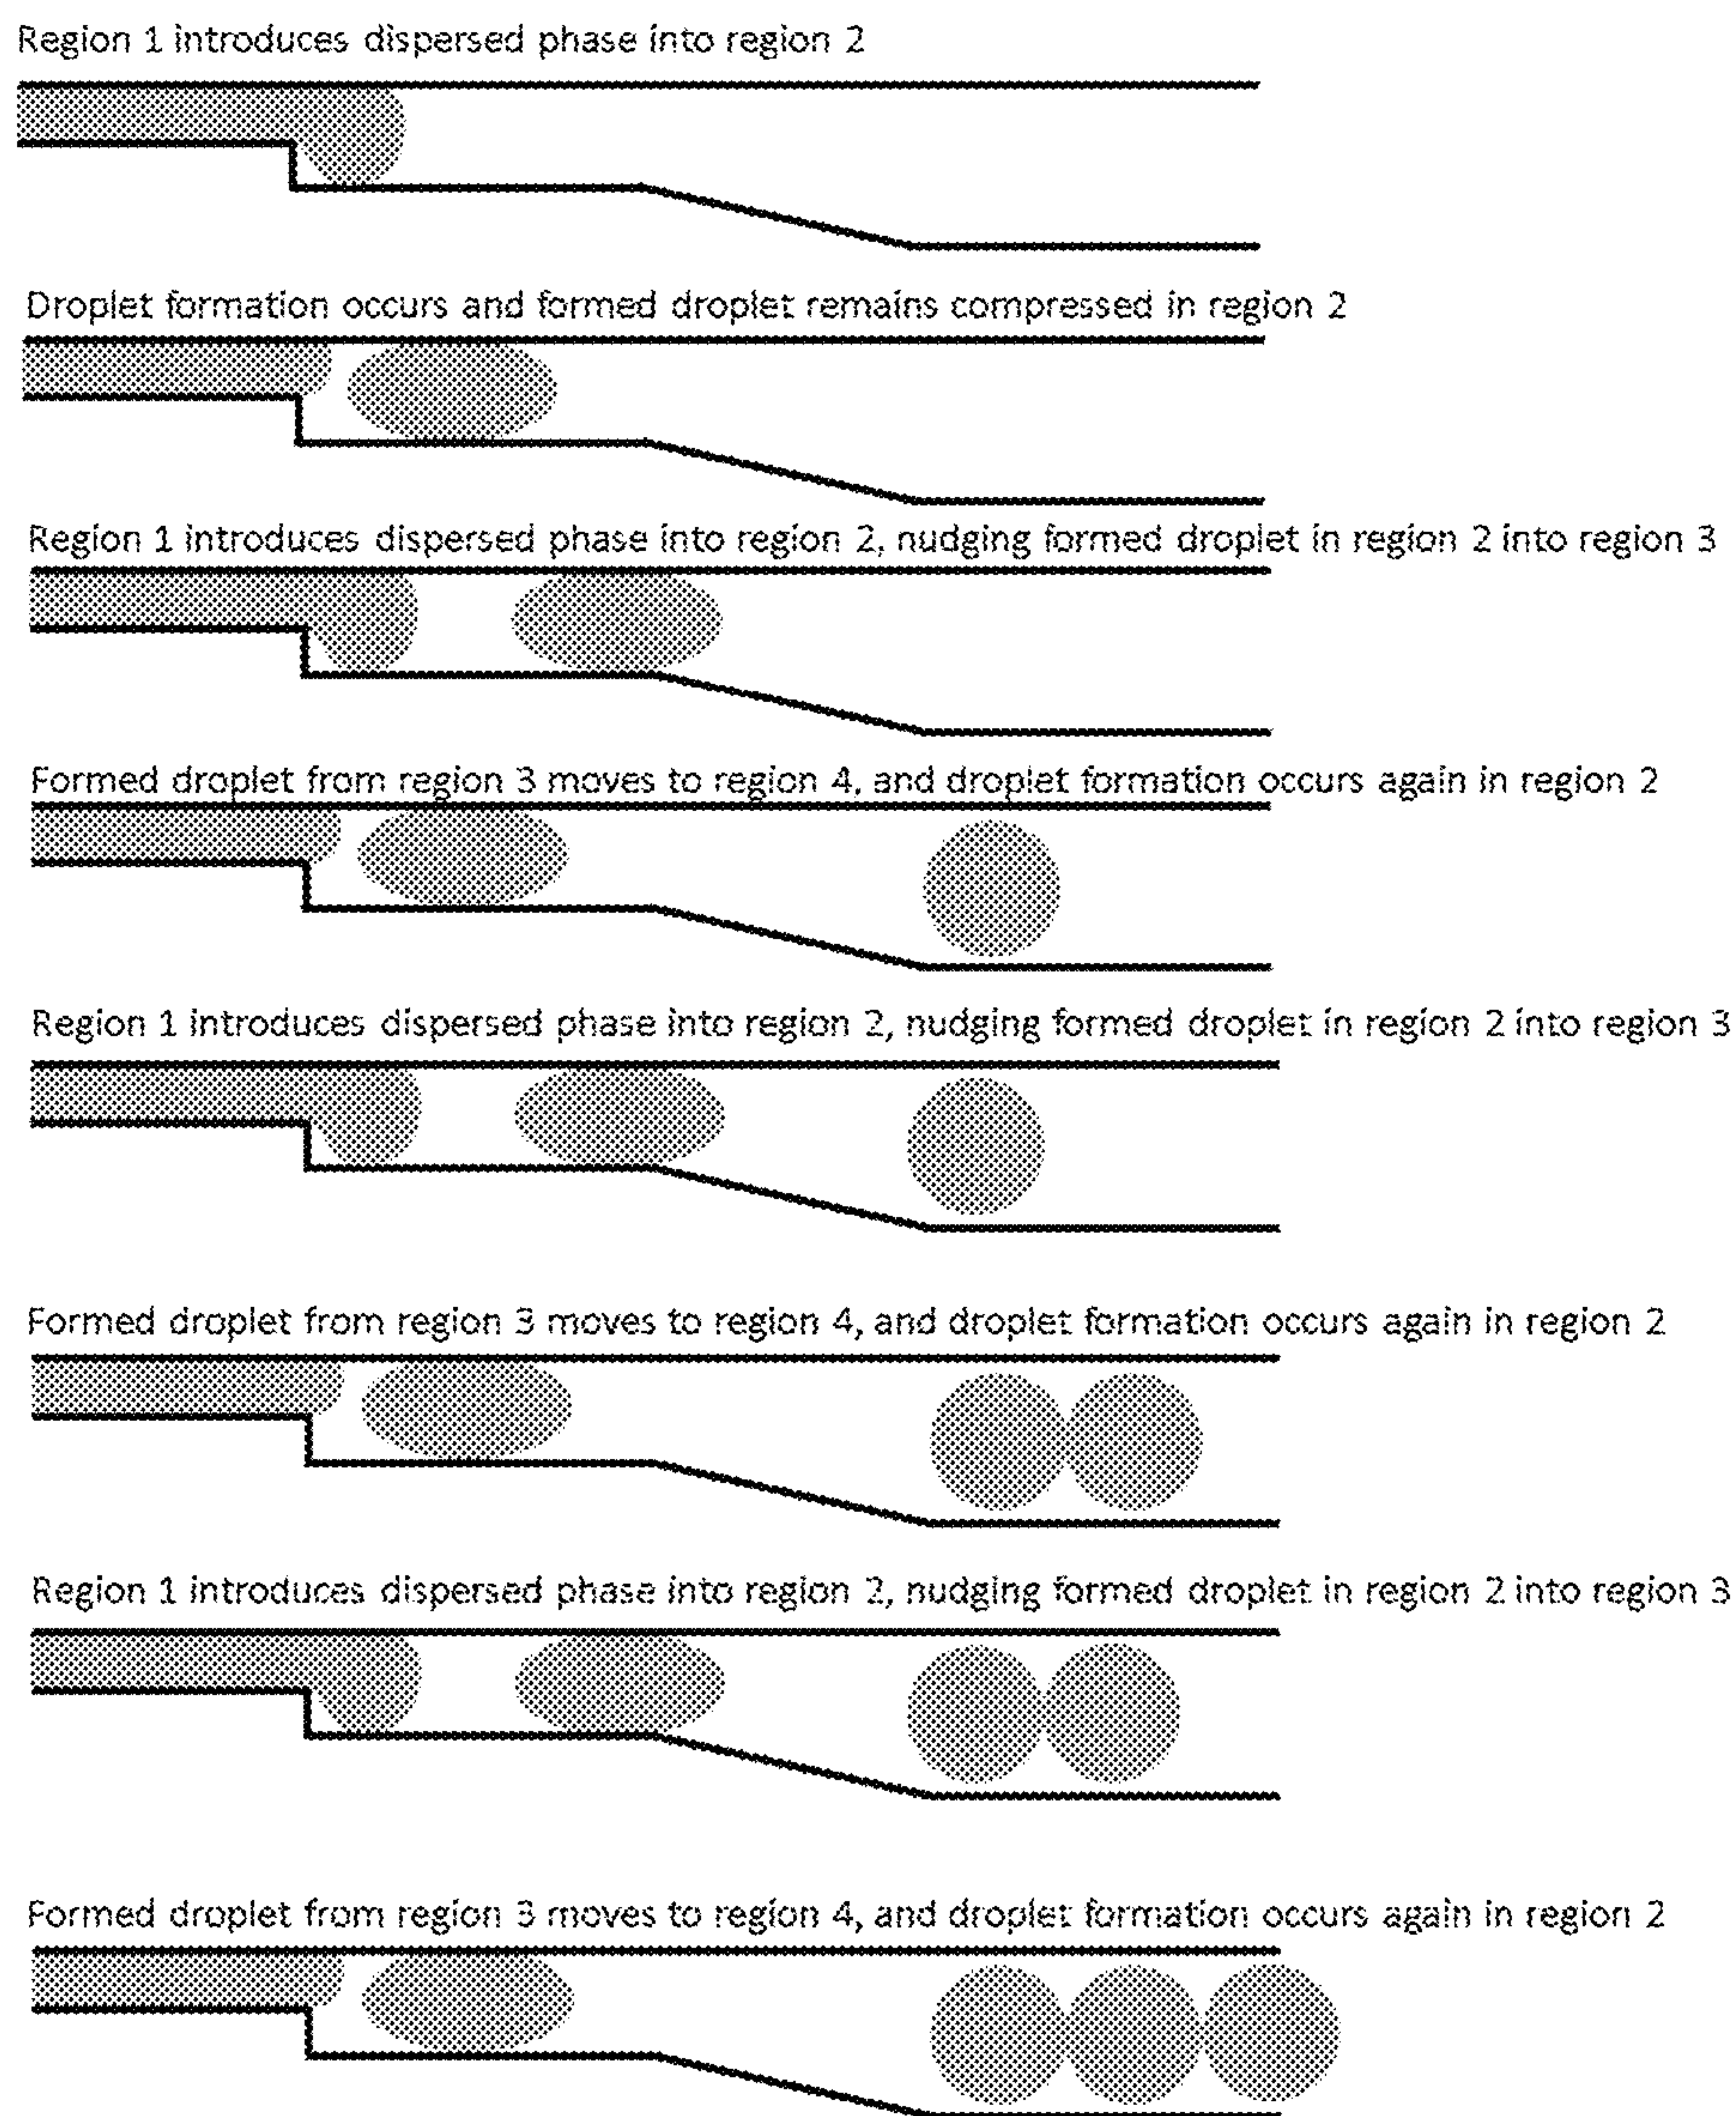 Region 1 introduces dispersed phase into region 2
Droplet formation occurs and formed droplet remains compressed in region 2
Region 1 introduces dispersed phase into region 2, nudging formed droplet in region 2 into region 3
Formed droplet from region 3 moves to region 4, and droplet formation occurs again in region 2
Region 1 introduces dispersed phase into region 2, nudging formed droplet in region 2 into region 3
Formed droplet from region 3 moves to region 4, and droplet formation occurs again in region 2
Region 1 introduces dispersed phase into region 2, nudging formed droplet in region 2 into region 3
Formed droplet from region 3 moves to region 4, and droplet formation occurs again in region 2